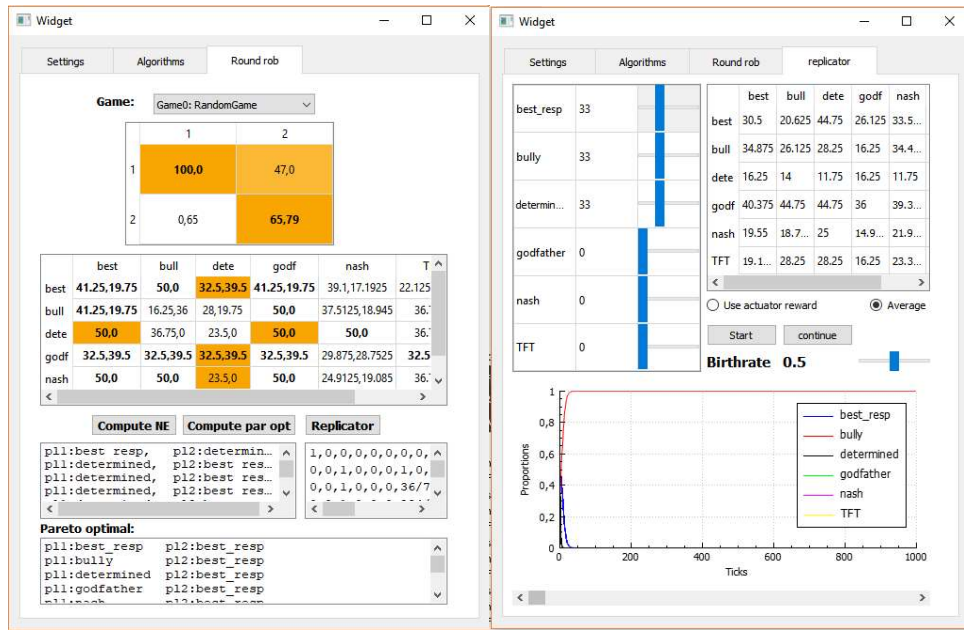 Widget
Settings Algorithms Round rob
Game: Game0: RandomGame
1 2
1 100,0 47,0
2 0,65 65,79
best bull dete godf nash T
best 41.25,19.75 50,0 32.5,39.5 41.25,19.75 39.1,17.1925 22.125
bull 41.25,19.75 16.25,36 28,19.75 50,0 37.5125,18.945 36.
dete 50,0 36.75,0 23.5,0 50,0 50,0 36.
godf 32.5,39.5 32.5,39.5 32.5,39.5 32.5,39.5 29.875,28.7525 32.5
nash 50,0 50,0 23.5,0 50,0 24.9125,19.085 36.
Compute NE Compute par opt Replicator
pl1:best resp, pl2:determin...
pl1:determined, pl2:best res...
pl1:determined, pl2:best res...
pl1:determined, pl2:best res...
1,0,0,0,0,0,0,0,
0,0,1,0,0,0,1,0,
0,0,1,0,0,0,36/7
Pareto optimal:
pl1:best_resp pl2:best_resp
pl1:bully pl2:best_resp
pl1:determined pl2:best_resp
pl1:godfather pl2:best_resp
pl1:nash pl2:best_resp
Widget
Settings Algorithms Round rob replicator
best_resp 33
bully 33
determin... 33
godfather 0
nash 0
TFT 0
best bull dete godf nash
best 30.5 20.625 44.75 26.125 33.5...
bull 34.875 26.125 28.25 16.25 34.4...
dete 16.25 14 11.75 16.25 11.75
godf 40.375 44.75 44.75 36 39.3...
nash 19.55 18.7... 25 14.9... 21.9...
TFT 19.1... 28.25 28.25 16.25 23.3...
Use actuator reward Average
Start continue
Birthrate 0.5
Proportions
1
0,8
0,6
0,4
0,2
0
0 200 400 600 800 1000
Ticks
best_resp
bully
determined
godfather
nash
TFT